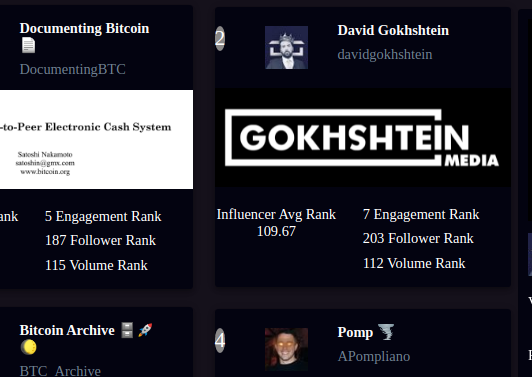 Documenting Bitcoin
📄
DocumentingBTC
-to-Peer Electronic Cash System
Satoshi Nakamoto
satoshin@gmx.com
www.bitcoin.org
ank
5 Engagement Rank
187 Follower Rank
115 Volume Rank
2
David Gokhshtein
davidgokhshtein
GOKHSHTEIN
MEDIA
Influencer Avg Rank
109.67
7 Engagement Rank
203 Follower Rank
112 Volume Rank
Bitcoin Archive 🗄🚀
🌔
BTC_Archive
4
Pomp 🌪
APompliano